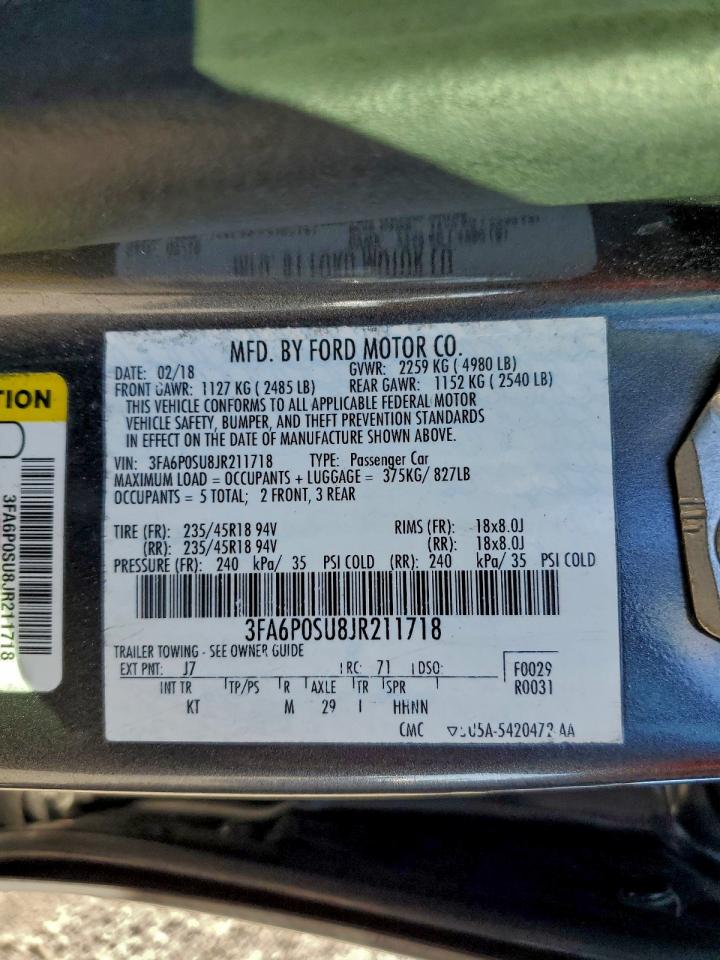 MFD. BY FORD MOTOR CO.
DATE: 02/18 GVWR: 2259 KG ( 4980 LB)
FRONT GAWR: 1127 KG ( 2485 LB) REAR GAWR: 1152 KG ( 2540 LB)
THIS VEHICLE CONFORMS TO ALL APPLICABLE FEDERAL MOTOR
VEHICLE SAFETY, BUMPER, AND THEFT PREVENTION STANDARDS
IN EFFECT ON THE DATE OF MANUFACTURE SHOWN ABOVE.
VIN: 3FA6P0SU8JR211718 TYPE: Passenger Car
MAXIMUM LOAD = OCCUPANTS + LUGGAGE = 375KG/ 827LB
OCCUPANTS = 5 TOTAL; 2 FRONT, 3 REAR
TIRE (FR): 235/45R18 94V RIMS (FR): 18x8.0J
(RR): 235/45R18 94V (RR): 18x8.0J
PRESSURE (FR): 240 kPa/ 35 PSI COLD (RR): 240 kPa/ 35 PSI COLD
3FA6P0SU8JR211718
TRAILER TOWING - SEE OWNER GUIDE
EXT PNT: J7 RC: 71 DSO: F0029
INT TR TP/PS R AXLE TR SPR R0031
KT M 29 I HHNN
CMC
TION
3FA6P0SU8JR211718